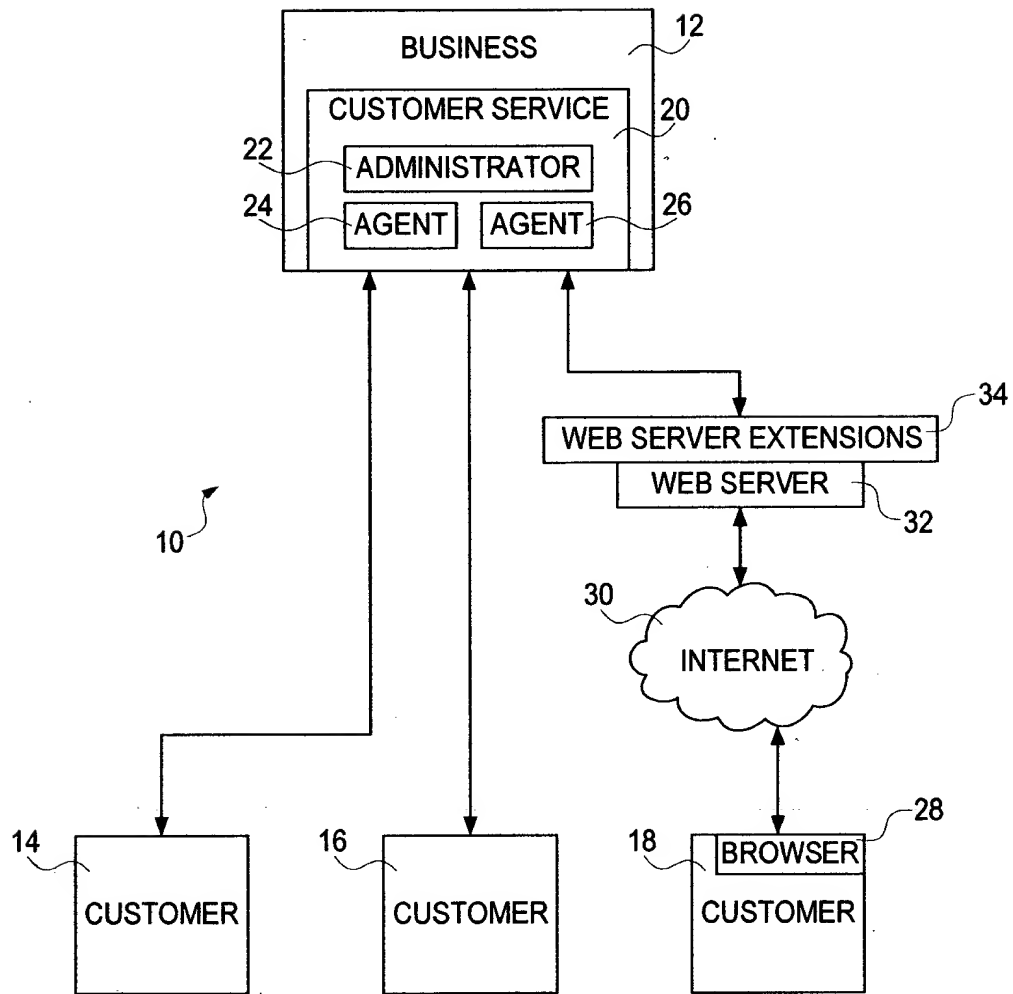 BUSINESS
12
CUSTOMER SERVICE
20
22
ADMINISTRATOR
24
AGENT
AGENT
26
34
WEB SERVER EXTENSIONS
WEB SERVER
32
10
30
INTERNET
14
CUSTOMER
16
CUSTOMER
18
28
BROWSER
CUSTOMER